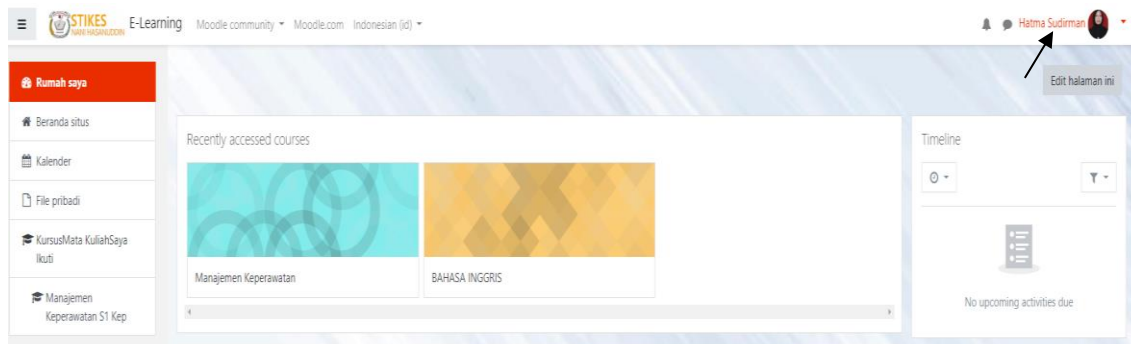 STIKES
NANI HASANUDDIN
E-Learning Moodle community Moodle.com Indonesian (id)
Hatma Sudirman
Rumah saya
Edit halaman ini
Beranda situs
Kalender
File pribadi
KursusMata KuliahSaya
Ikuti
Manajemen
Keperawatan S1 Kep
Recently accessed courses
Manajemen Keperawatan
BAHASA INGGRIS
Timeline
No upcoming activities due